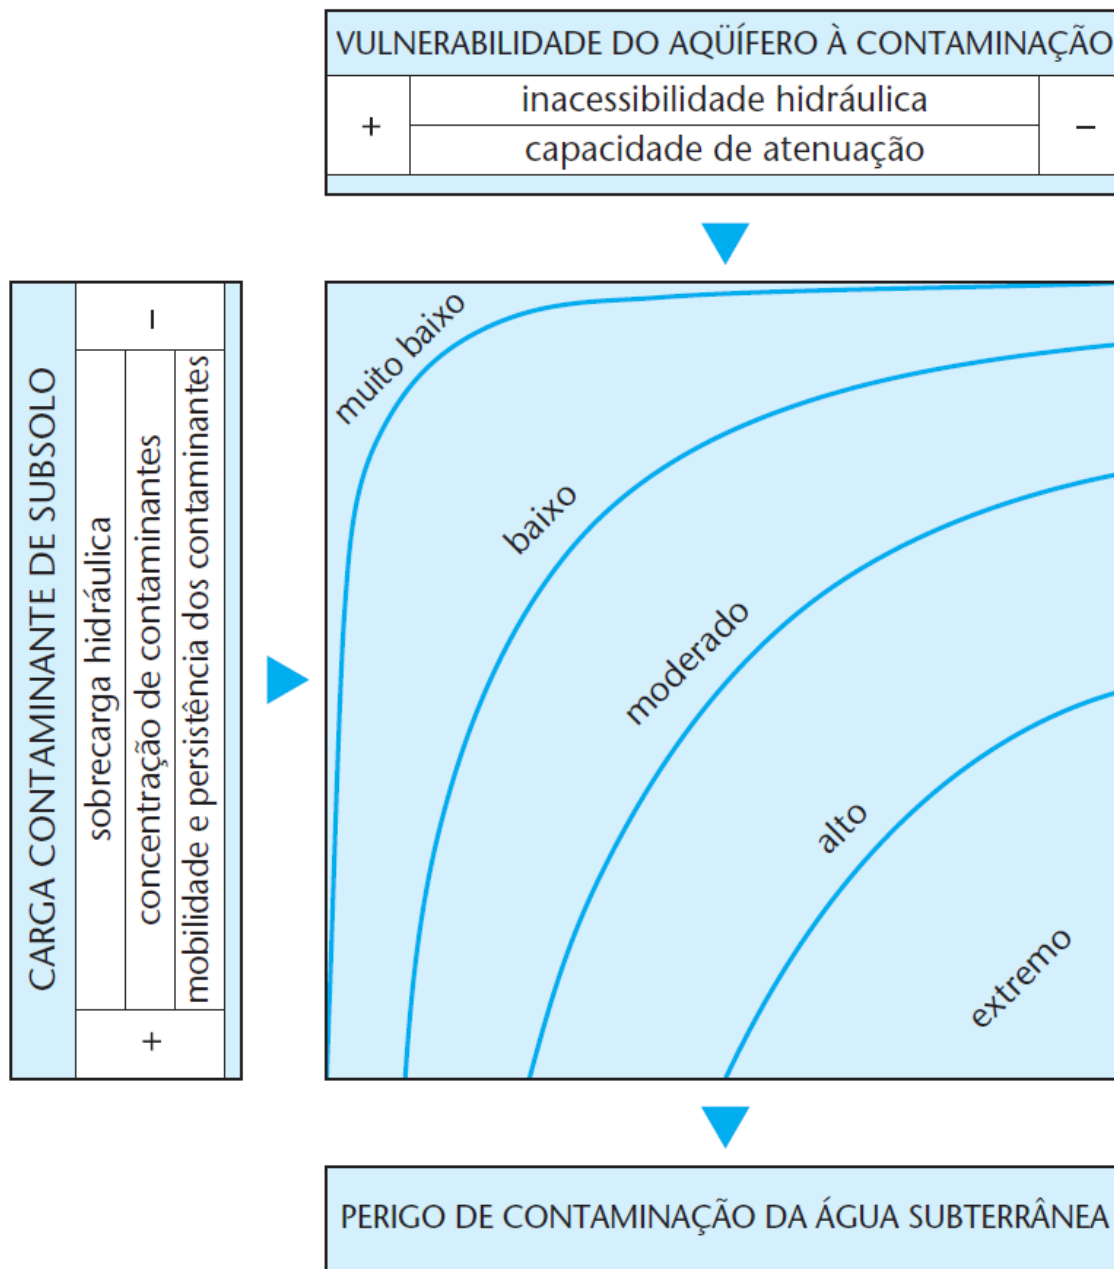 VULNERABILIDADE DO AQÜÍFERO À CONTAMINAÇÃO
+
inacessibilidade hidráulica
capacidade de atenuação
–
CARGA CONTAMINANTE DE SUBSOLO
–
sobrecarga hidráulica
concentração de contaminantes
mobilidade e persistência dos contaminantes
+
muito baixo
baixo
moderado
alto
extremo
PERIGO DE CONTAMINAÇÃO DA ÁGUA SUBTERRÂNEA